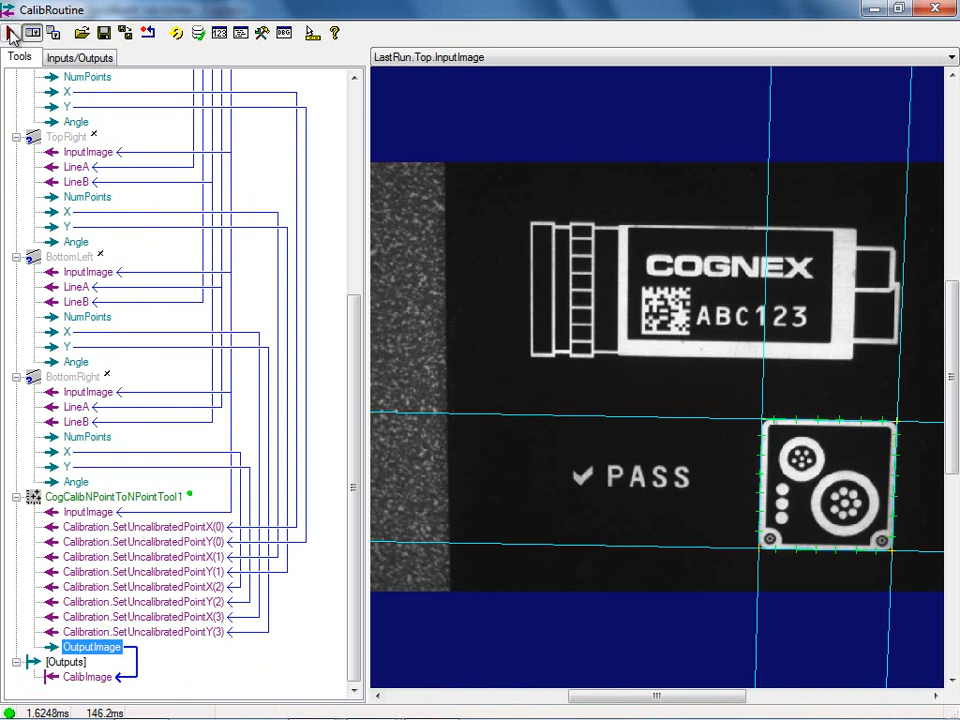 CalibRoutine
Tools
Inputs/Outputs
LastRun.Top.InputImage
NumPoints
X
Y
Angle
TopRight
InputImage
LineA
LineB
NumPoints
X
Y
Angle
BottomLeft
InputImage
LineA
LineB
NumPoints
X
Y
Angle
BottomRight
InputImage
LineA
LineB
NumPoints
X
Y
Angle
CogCalibNPointToNPointTool1
InputImage
Calibration.SetUncalibratedPointX(0)
Calibration.SetUncalibratedPointY(0)
Calibration.SetUncalibratedPointX(1)
Calibration.SetUncalibratedPointY(1)
Calibration.SetUncalibratedPointX(2)
Calibration.SetUncalibratedPointY(2)
Calibration.SetUncalibratedPointX(3)
Calibration.SetUncalibratedPointY(3)
OutputImage
[Outputs]
CalibImage
COGNEX
ABC123
PASS
1.6248ms 146.2ms